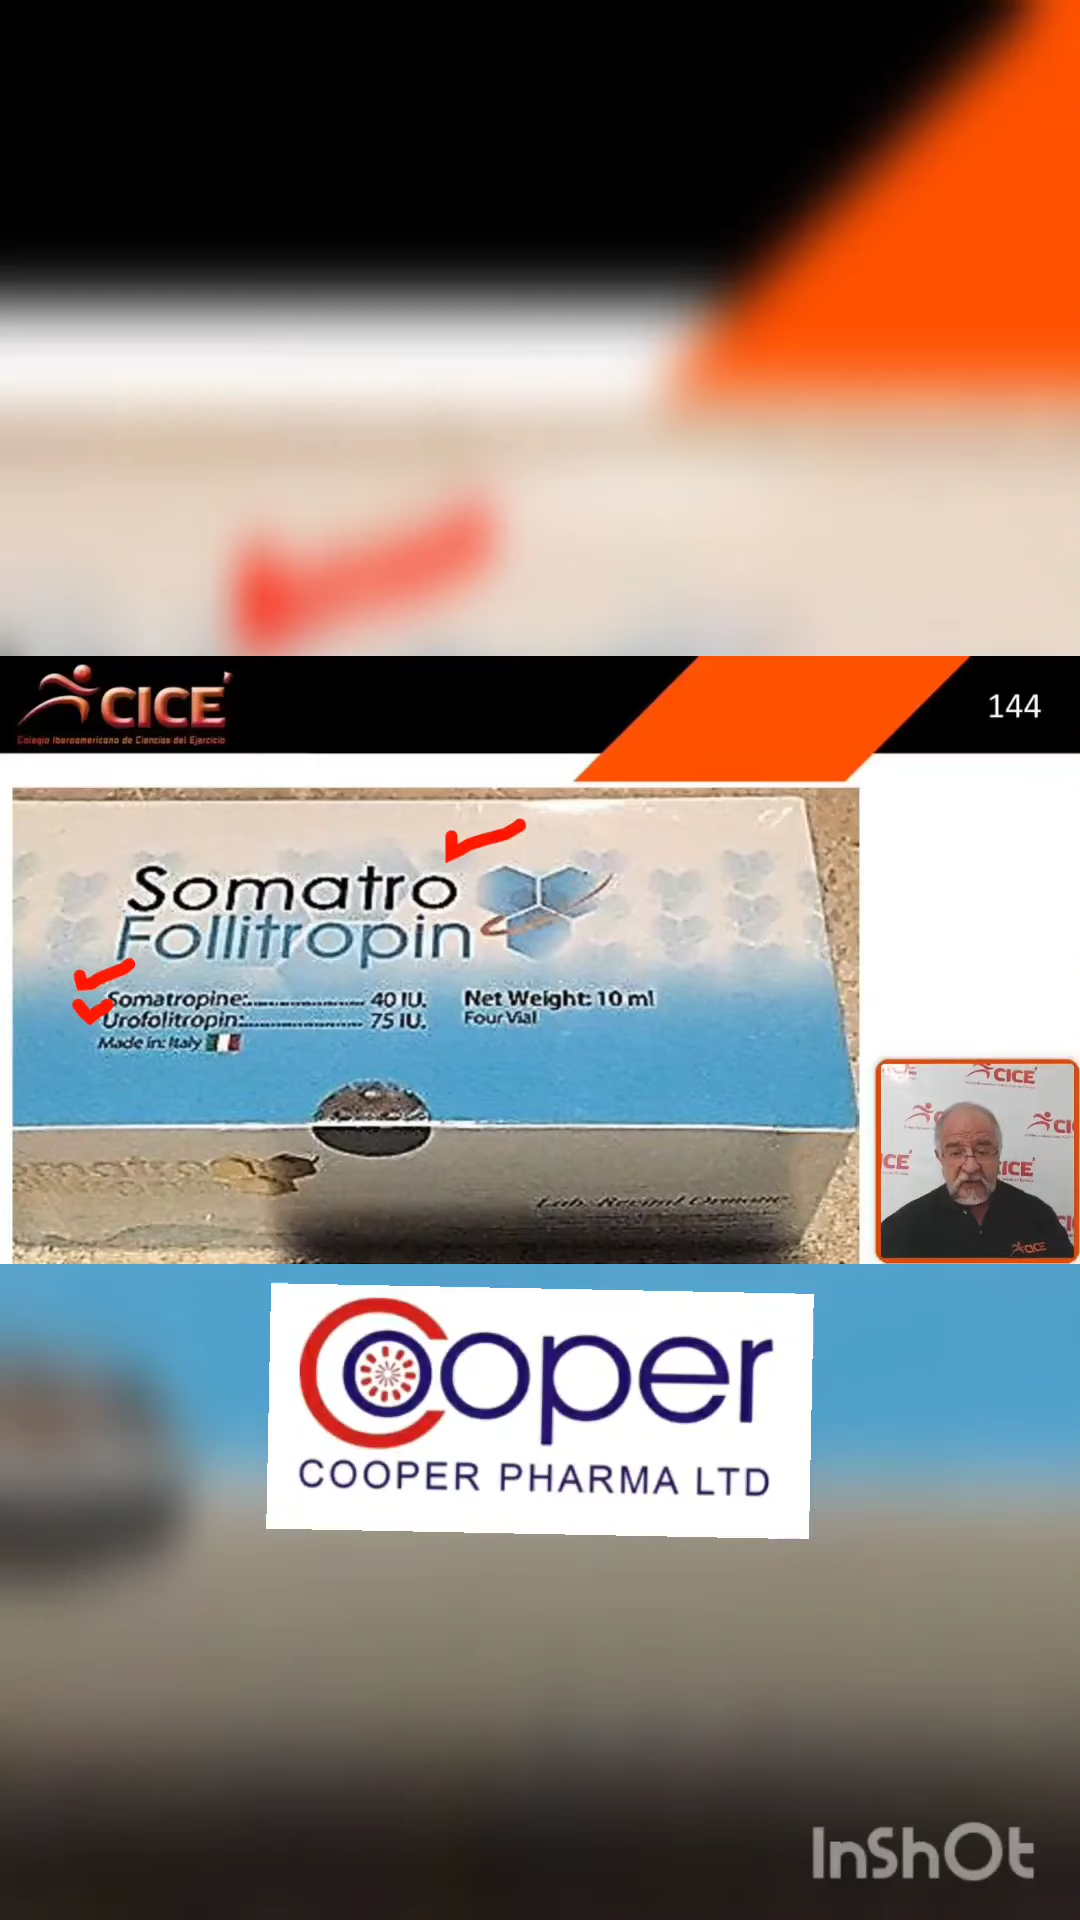 CICE
Colegio Iberoamericano de Ciencias del Ejercicio
144
Somatro
Follitropin
Somatropine:........................ 40 IU.
Urofolitropin:........................ 75 IU.
Made in: Italy
Net Weight: 10 ml
Four Vial
CICE
CICE
CICE
CICE
Cooper
COOPER PHARMA LTD
InShOt